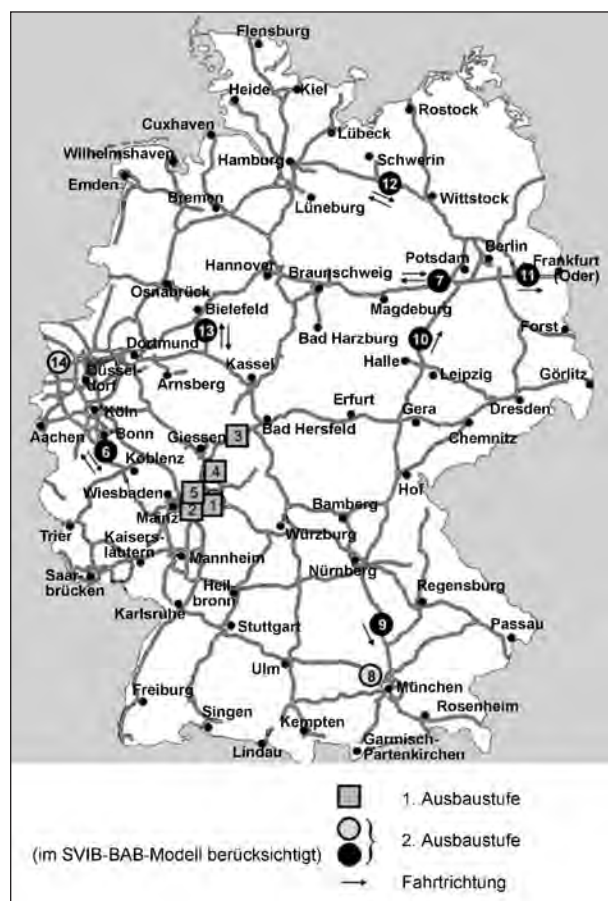 Flensburg
Heide
Kiel
Rostock
Cuxhaven
Lübeck
Wilhelmshaven
Hamburg
Schwerin
Emden
12
Bremen
Lüneburg
Wittstock
Hannover
Potsdam
Berlin
Frankfurt
(Oder)
11
Braunschweig
7
Osnabrück
Magdeburg
Bielefeld
13
Bad Harzburg
10
Forst
14
Dortmund
Halle
Düssel-
dorf
Kassel
Leipzig
Görlitz
Arnsberg
Köln
Erfurt
Gera
Dresden
Aachen
Bonn
Giessen
3
Bad Hersfeld
Chemnitz
6
Koblenz
4
Hof
Wiesbaden
5
Mainz
2
1
Bamberg
Trier
Kaisers-
lautern
Würzburg
Mannheim
Nürnberg
Saar-
brücken
Heil-
bronn
Regensburg
Karlsruhe
Stuttgart
9
Passau
Ulm
8
München
Freiburg
Rosenheim
Singen
Kempten
Lindau
Garmisch-
Partenkirchen
1. Ausbaustufe
2. Ausbaustufe
(im SVIB-BAB-Modell berücksichtigt)
Fahrtrichtung